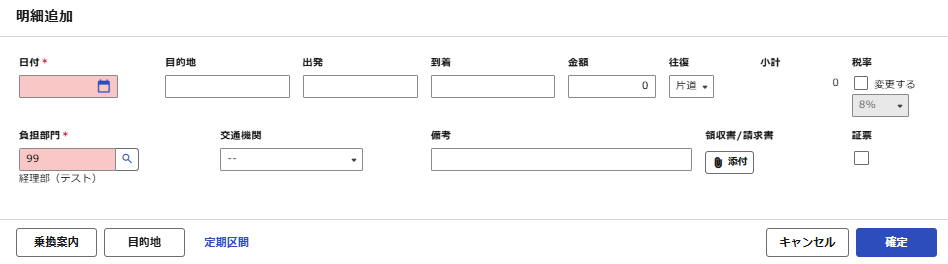 明細追加
日付* 目的地 出発 到着 金額 往復 小計 税率
0 片道 0 変更する
8%
負担部門* 交通機関 備考 領収書/請求書 証票
99 -- 添付
経理部（テスト）
乗換案内 目的地 定期区間 キャンセル 確定